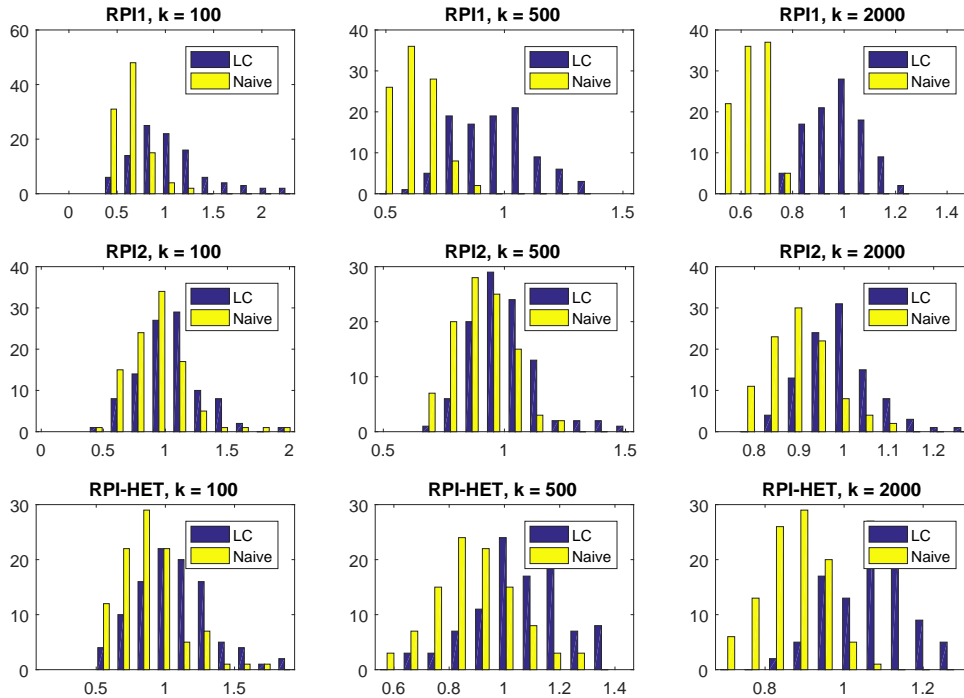 RPI1, k = 100
60
40
20
0
0 0.5 1 1.5 2
LC
Naive
RPI1, k = 500
40
30
20
10
0
0.5 1 1.5
LC
Naive
RPI1, k = 2000
40
30
20
10
0
0.6 0.8 1 1.2 1.4
LC
Naive
RPI2, k = 100
40
30
20
10
0
0 0.5 1 1.5 2
LC
Naive
RPI2, k = 500
30
20
10
0
0.5 1 1.5
LC
Naive
RPI2, k = 2000
40
30
20
10
0
0.8 0.9 1 1.1 1.2
LC
Naive
RPI-HET, k = 100
30
20
10
0
0.5 1 1.5
LC
Naive
RPI-HET, k = 500
30
20
10
0
0.6 0.8 1 1.2 1.4
LC
Naive
RPI-HET, k = 2000
30
20
10
0
0.8 1 1.2
LC
Naive